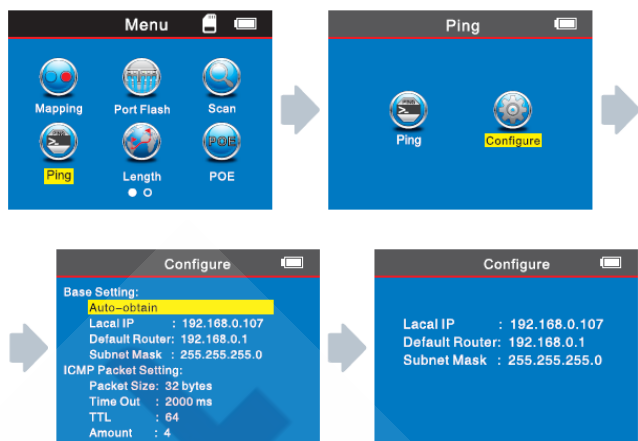 Menu
Mapping Port Flash Scan
POE
Ping Length POE
Ping
Ping Configure
Configure
Base Setting:
Auto-obtain
Lacal IP : 192.168.0.107
Default Router: 192.168.0.1
Subnet Mask : 255.255.255.0
ICMP Packet Setting:
Packet Size: 32 bytes
Time Out : 2000 ms
TTL : 64
Amount : 4
Configure
Lacal IP : 192.168.0.107
Default Router: 192.168.0.1
Subnet Mask : 255.255.255.0